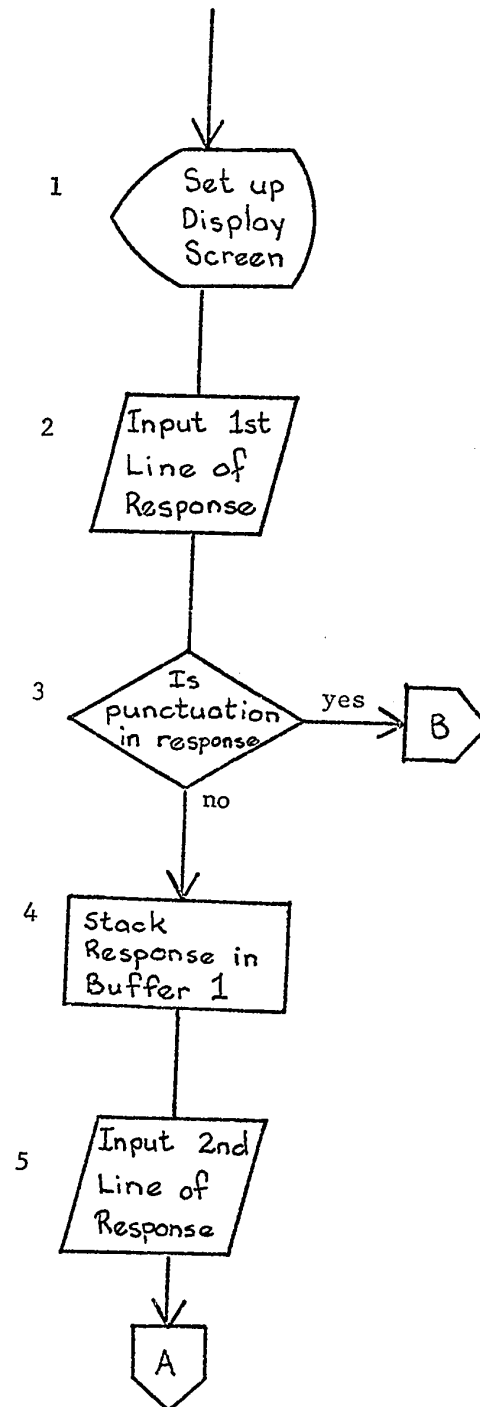 1
Set up
Display
Screen
2
Input 1st
Line of
Response
3
Is
punctuation
in response
yes
B
no
4
Stack
Response in
Buffer 1
5
Input 2nd
Line of
Response
A